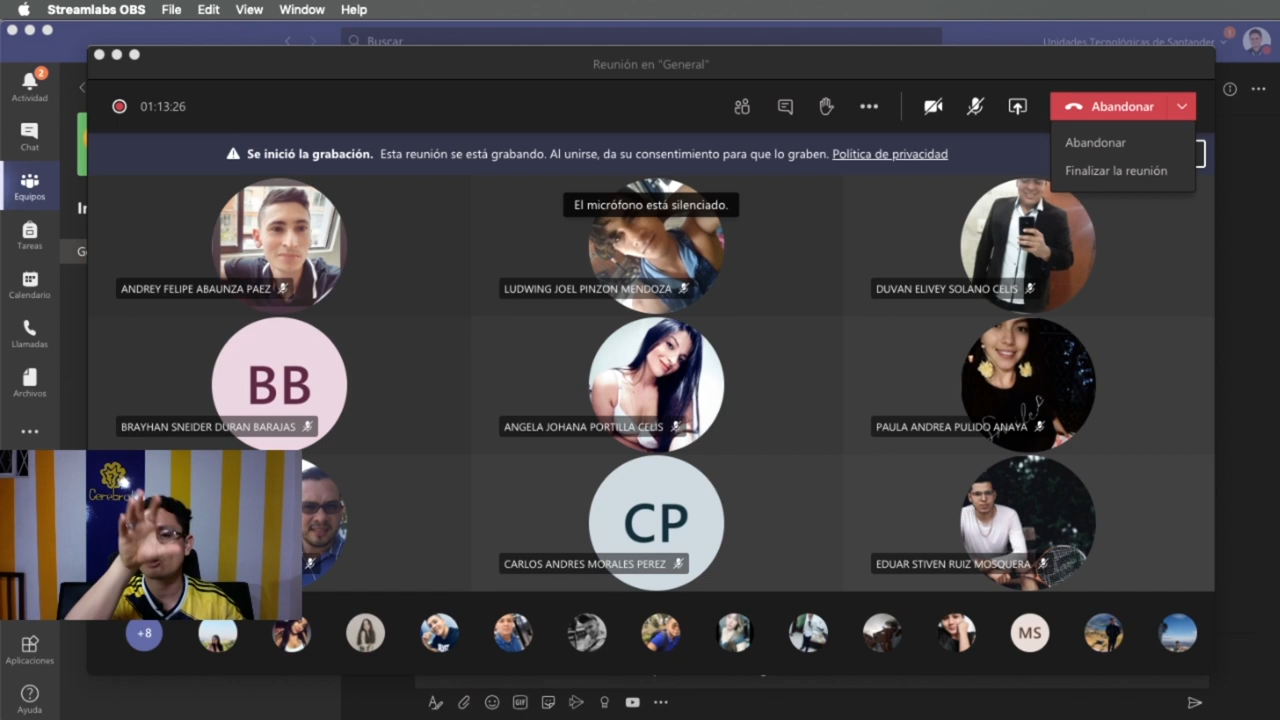 Streamlabs OBS File Edit View Window Help
Buscar
Unidades Tecnológicas de Santander
1
Reunión en "General"
2
Actividad
01:13:26
Abandonar
Abandonar
Finalizar la reunión
Chat
Se inició la grabación. Esta reunión se está grabando. Al unirse, da su consentimiento para que lo graben. Política de privacidad
Equipos
El micrófono está silenciado.
Tareas
ANDREY FELIPE ABAUNZA PAEZ
LUDWING JOEL PINZON MENDOZA
DUVAN ELIVEY SOLANO CELIS
Calendario
Llamadas
Archivos
BB
BRAYHAN SNEIDER DURAN BARAJAS
ANGELA JOHANA PORTILLA CELIS
PAULA ANDREA PULIDO ANAYA
CP
CARLOS ANDRES MORALES PEREZ
EDUAR STIVEN RUIZ MOSQUERA
+8
MS
Aplicaciones
Ayuda
GIF